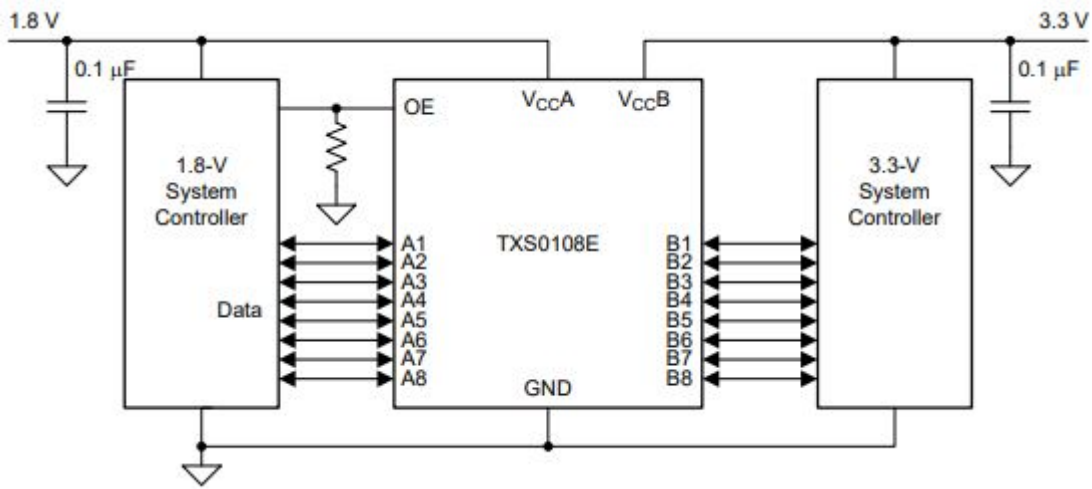 1.8 V
3.3 V
0.1 μF
0.1 μF
OE
VCCA
VCCB
1.8-V
System
Controller
3.3-V
System
Controller
TXS0108E
Data
A1
A2
A3
A4
A5
A6
A7
A8
B1
B2
B3
B4
B5
B6
B7
B8
GND